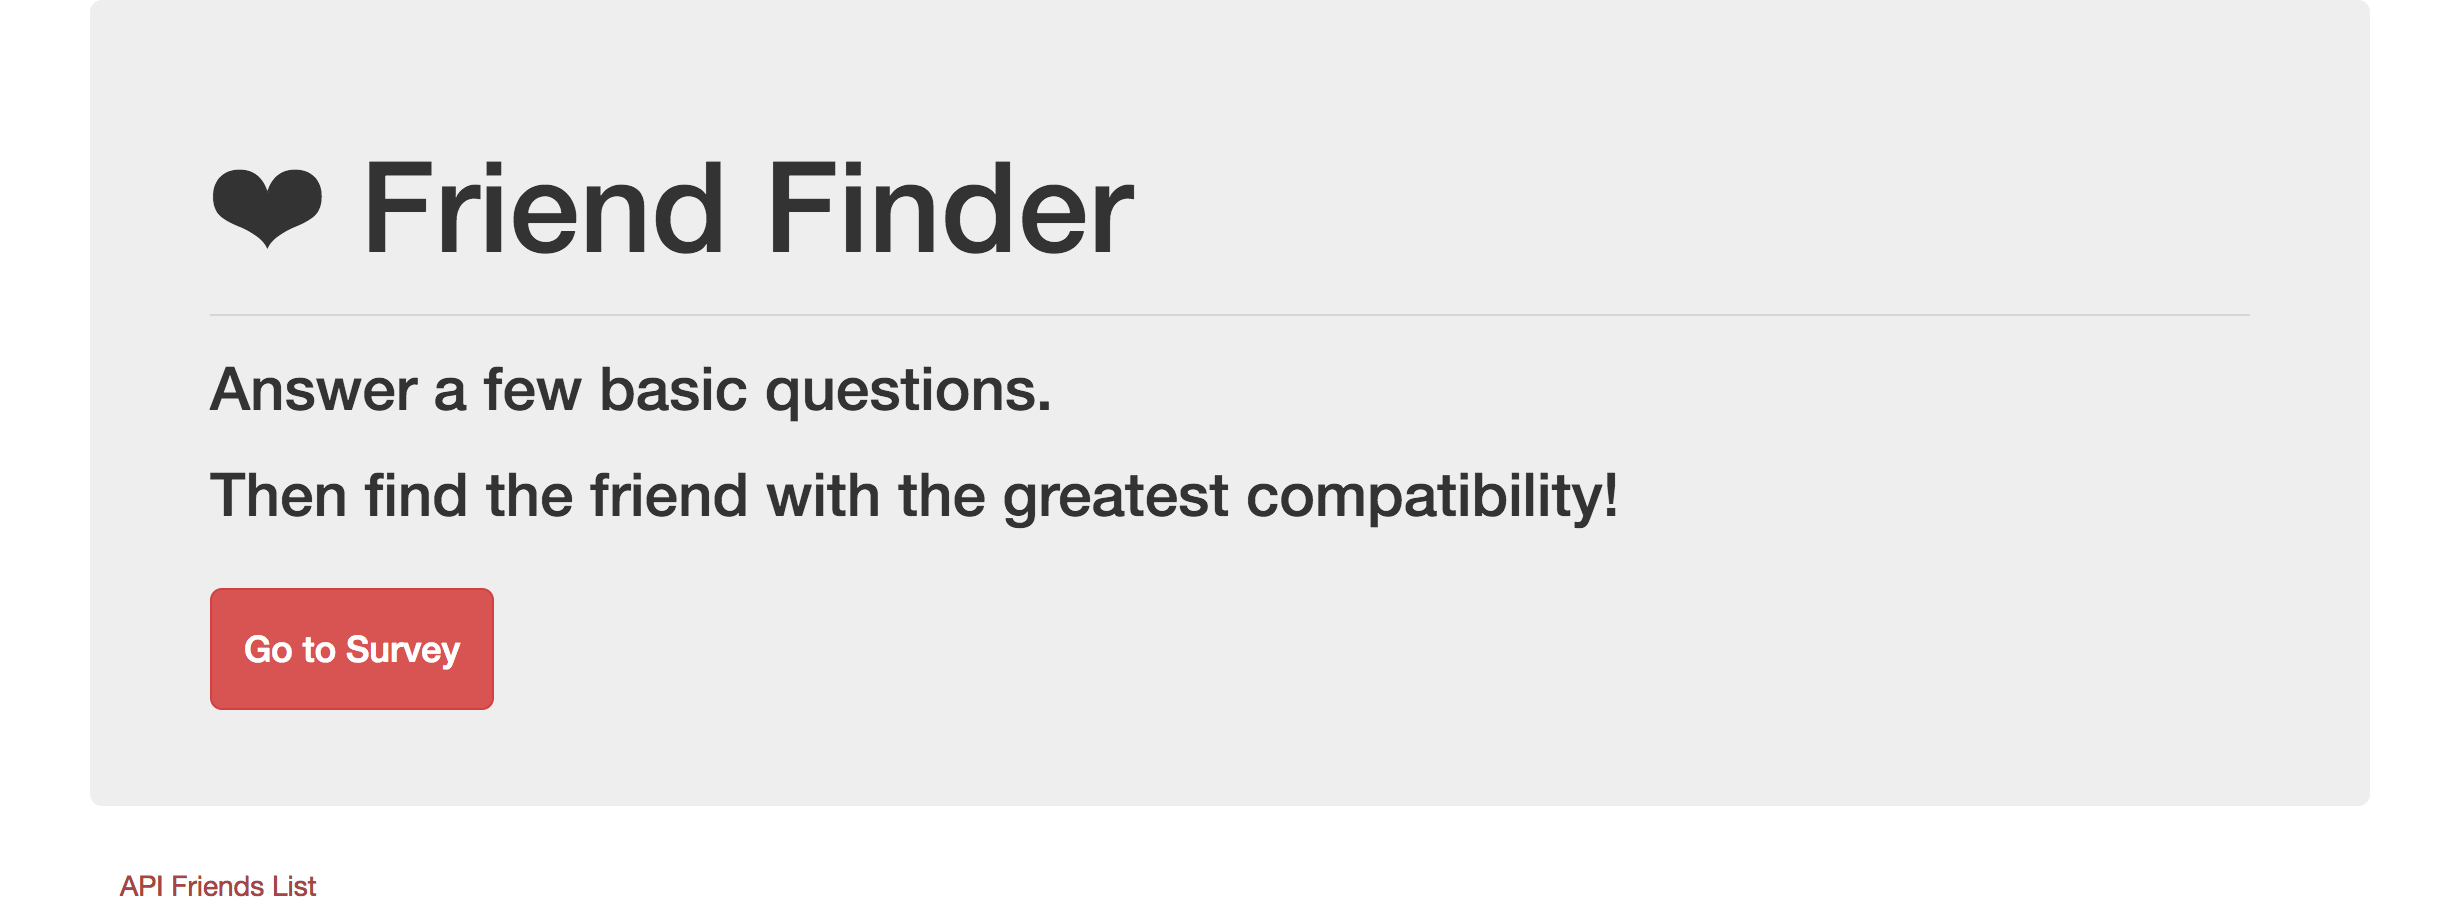 ❤ Friend Finder
Answer a few basic questions.
Then find the friend with the greatest compatibility!
Go to Survey
API Friends List